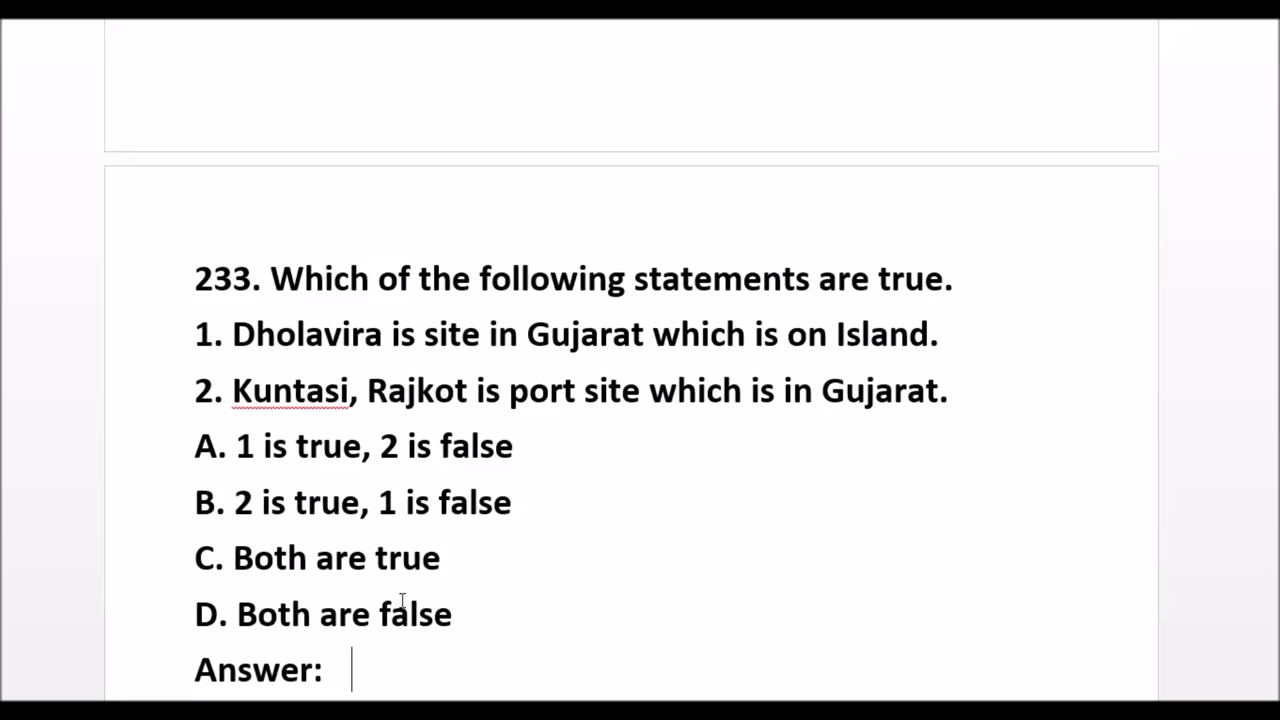 233. Which of the following statements are true.
1. Dholavira is site in Gujarat which is on Island.
2. Kuntasi, Rajkot is port site which is in Gujarat.
A. 1 is true, 2 is false
B. 2 is true, 1 is false
C. Both are true
D. Both are false
Answer: